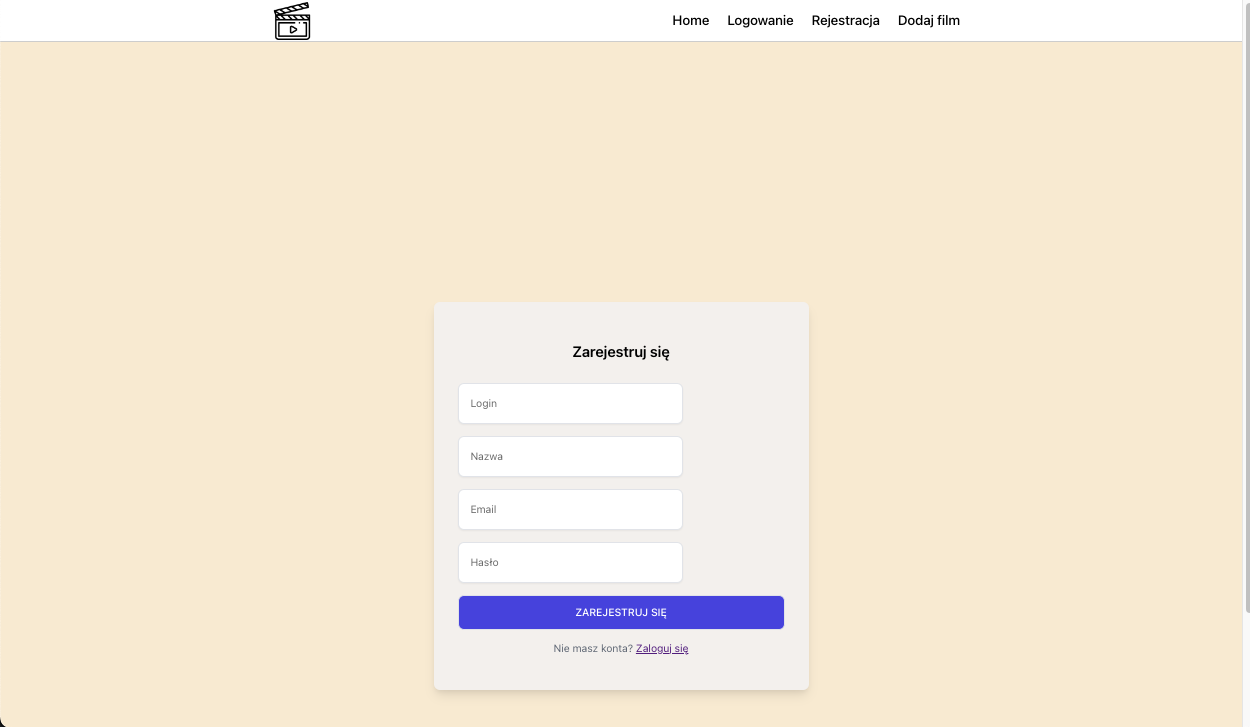 Home Logowanie Rejestracja Dodaj film
Zarejestruj się
Login
Nazwa
Email
Hasło
ZAREJESTRUJ SIĘ
Nie masz konta? Zaloguj się